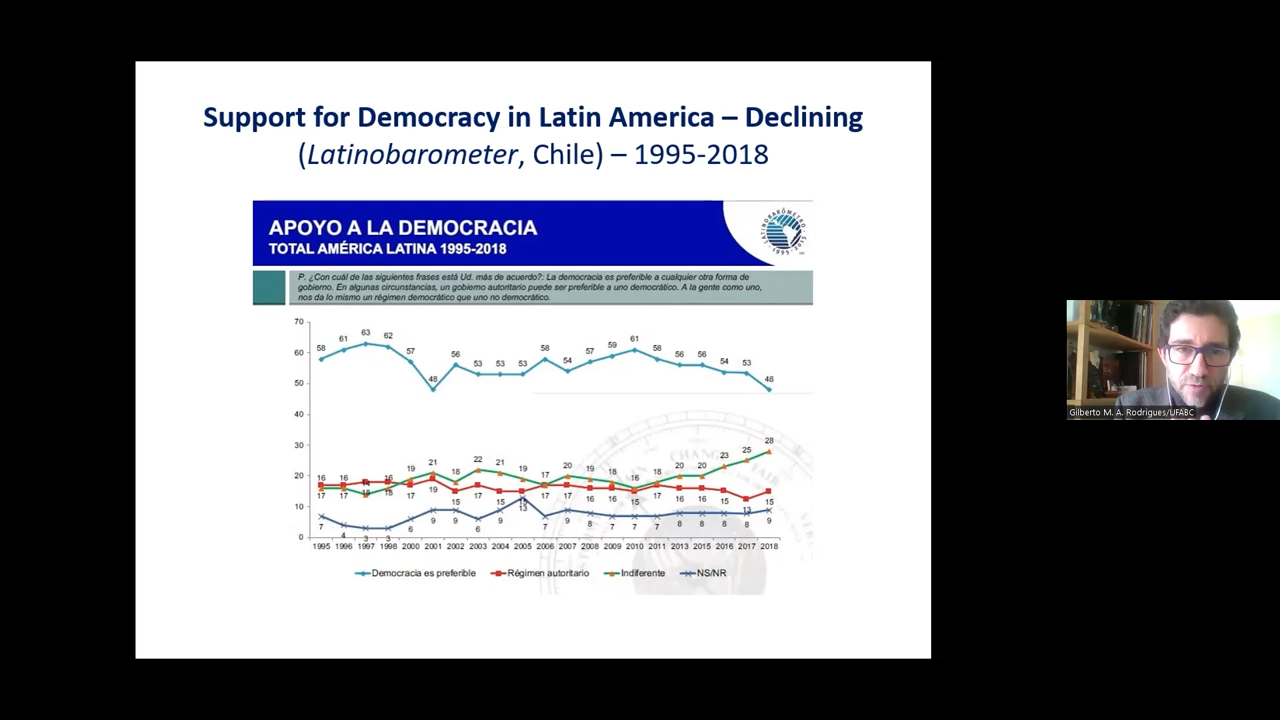 Support for Democracy in Latin America – Declining
(Latinobarometer, Chile) – 1995-2018
APOYO A LA DEMOCRACIA
TOTAL AMÉRICA LATINA 1995-2018
LATINOBARÓMETRO
P. ¿Con cuál de las siguientes frases está Ud. más de acuerdo?: La democracia es preferible a cualquier otra forma de
gobierno. En algunas circunstancias, un gobierno autoritario puede ser preferible a uno democrático. A la gente como uno,
nos da lo mismo un régimen democrático que uno no democrático.
70
60
50
40
30
20
10
0
58 61 63 62 57 48 56 53 53 53 58 54 57 59 61 58 56 56 54 53 48
16 16 16 19 21 18 22 21 19 17 20 19 18 16 18 20 20 23 25 28
17 17 18 18 17 19 15 17 15 15 17 17 16 16 15 17 16 16 15 13 15
7 4 3 3 6 9 9 6 9 13 7 9 8 7 7 7 8 8 8 8 9
1995 1996 1997 1998 2000 2001 2002 2003 2004 2005 2006 2007 2008 2009 2010 2011 2013 2015 2016 2017 2018
Democracia es preferible Régimen autoritario Indiferente NS/NR
Gilberto M. A. Rodrigues/UFABC